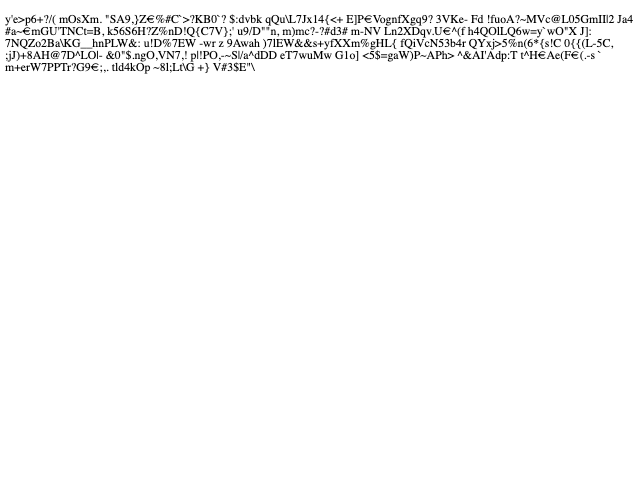 y'e>p6+?/( mOsXm. "SA9,}Z€%#C`>?KB0`? $:dvbk qQu\L7Jx14{<+ E]P€VognfXgq9? 3VKe- Fd !fuoA?~MVc@L05GmIIl2 Ja4
#a~€mGU'TNCt=B, k56S6H?Z%nD!Q{C7V};' u9/D""n, m)mc?-?#d3# m-NV Ln2XDqv.U€^(f h4QOlLQ6w=y`wO"X J]:
7NQZo2Ba\KG__hnPLW&: u!D%7EW -wr z 9Awah )7lEW&&s+yfXXm%gHL{ fQiVcN53b4r QYxj>5%n(6*{s!C 0{{(L-5C,
;jJ)+8AH@7D^LO|- &0"$.ngO,VN7,! p|!PO,-~S|/a^dDD eT7wuMw G1o] <5$=gaW)P~APh> ^&AI'Adp:T t^H€Ae(F€(.-s`
m+erW7PPTr?G9€;,. tld4kOp ~8l;Lt\G +} V#3$E"\